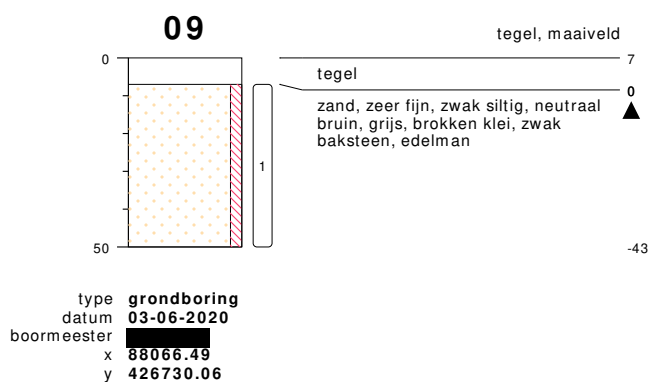 09
tegel, maaiveld
0
7
tegel
0
zand, zeer fijn, zwak siltig, neutraal
bruin, grijs, brokken klei, zwak
baksteen, edelman
1
50
-43
type grondboring
datum 03-06-2020
boormeester
x 88066.49
y 426730.06